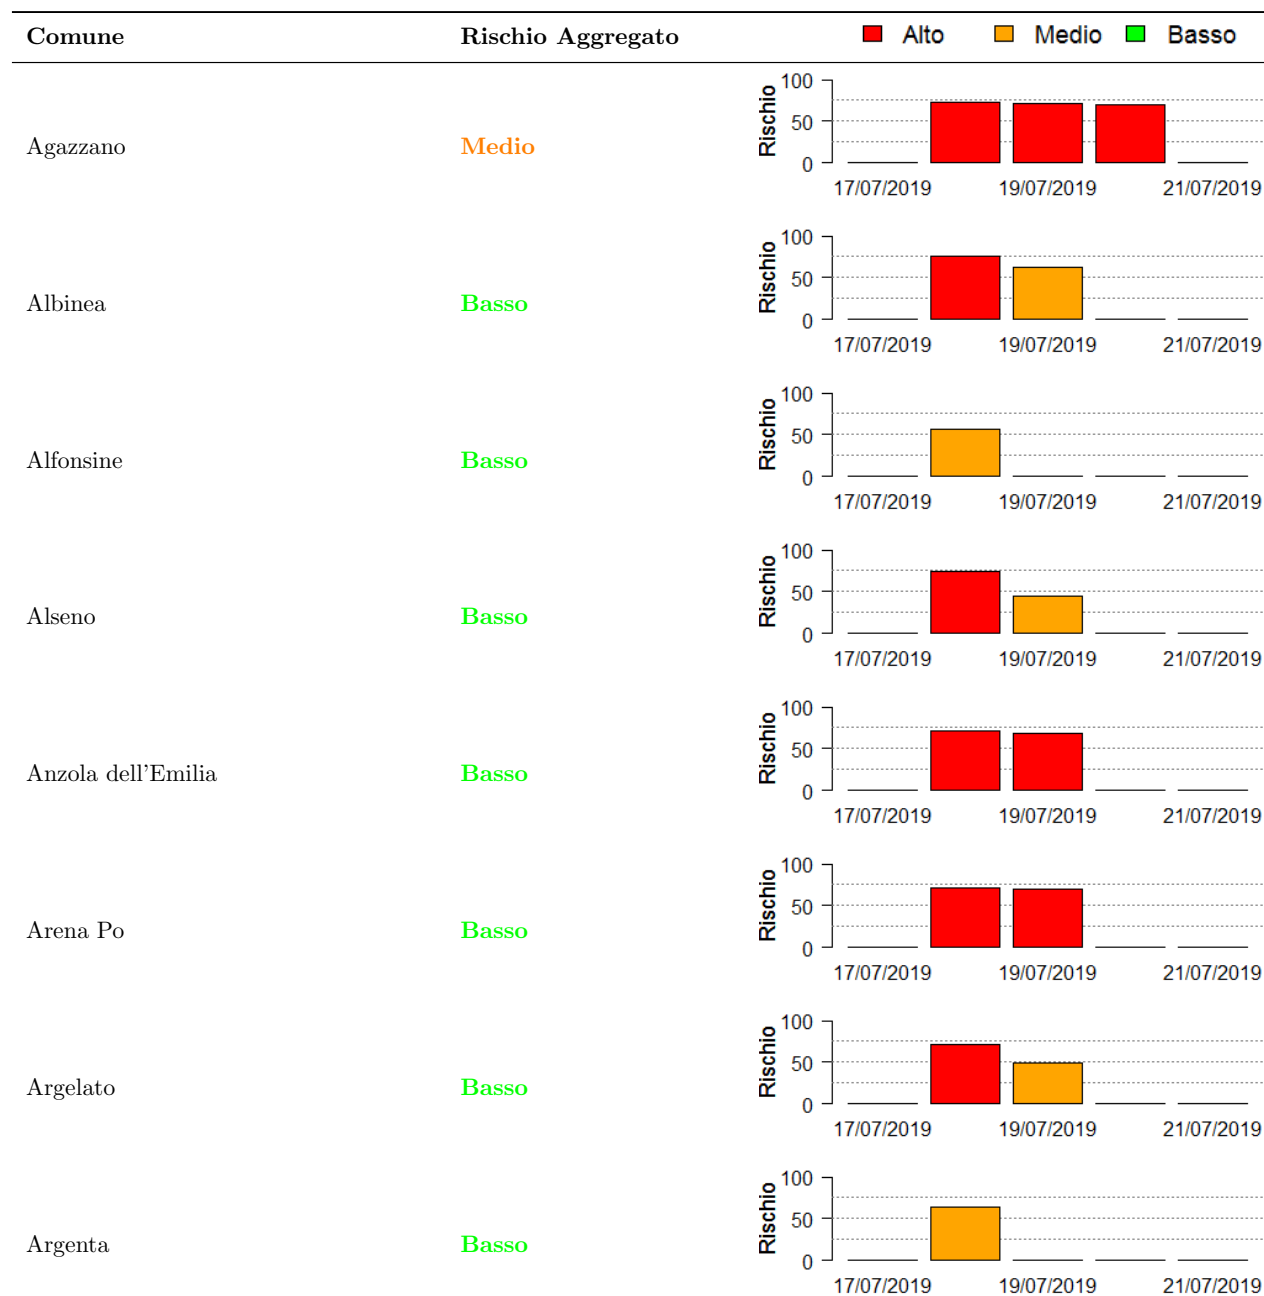 Comune Rischio Aggregato Alto Medio Basso
Agazzano Medio Rischio 100 50 0
17/07/2019 19/07/2019 21/07/2019
Albinea Basso Rischio 100 50 0
17/07/2019 19/07/2019 21/07/2019
Alfonsine Basso Rischio 100 50 0
17/07/2019 19/07/2019 21/07/2019
Alseno Basso Rischio 100 50 0
17/07/2019 19/07/2019 21/07/2019
Anzola dell'Emilia Basso Rischio 100 50 0
17/07/2019 19/07/2019 21/07/2019
Arena Po Basso Rischio 100 50 0
17/07/2019 19/07/2019 21/07/2019
Argelato Basso Rischio 100 50 0
17/07/2019 19/07/2019 21/07/2019
Argenta Basso Rischio 100 50 0
17/07/2019 19/07/2019 21/07/2019